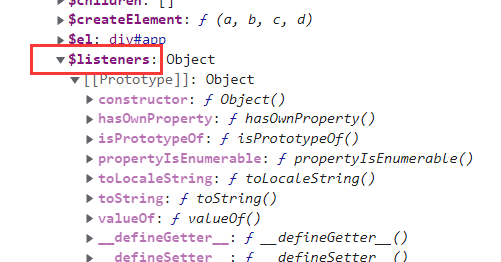 $children: []
$createElement: ƒ (a, b, c, d)
$el: div#app
$listeners: Object
[[Prototype]]: Object
constructor: ƒ Object()
hasOwnProperty: ƒ hasOwnProperty()
isPrototypeOf: ƒ isPrototypeOf()
propertyIsEnumerable: ƒ propertyIsEnumerable()
toLocaleString: ƒ toLocaleString()
toString: ƒ toString()
valueOf: ƒ valueOf()
__defineGetter__: ƒ __defineGetter__()
__defineSetter__: ƒ __defineSetter__()